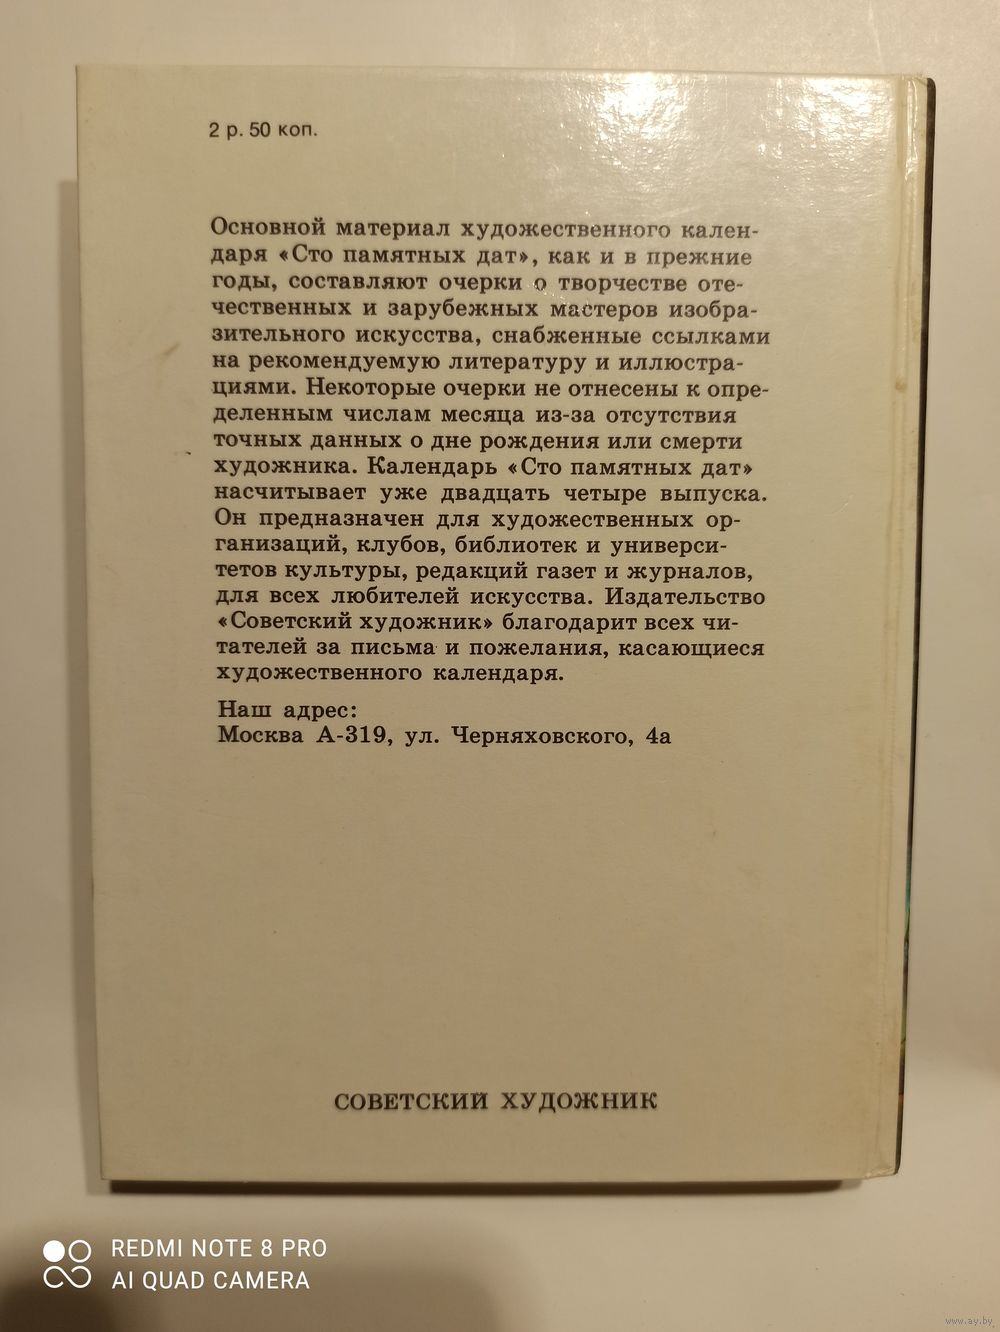 2 р. 50 коп.
Основной материал художественного кален-
даря «Сто памятных дат», как и в прежние
годы, составляют очерки о творчестве оте-
чественных и зарубежных мастеров изобра-
зительного искусства, снабженные ссылками
на рекомендуемую литературу и иллюстра-
циями. Некоторые очерки не отнесены к опре-
деленным числам месяца из-за отсутствия
точных данных о дне рождения или смерти
художника. Календарь «Сто памятных дат»
насчитывает уже двадцать четыре выпуска.
Он предназначен для художественных ор-
ганизаций, клубов, библиотек и универси-
тетов культуры, редакций газет и журналов,
для всех любителей искусства. Издательство
«Советский художник» благодарит всех чи-
тателей за письма и пожелания, касающиеся
художественного календаря.
Наш адрес:
Москва А-319, ул. Черняховского, 4а
СОВЕТСКИЙ ХУДОЖНИК
REDMI NOTE 8 PRO
AI QUAD CAMERA
www.ay.by